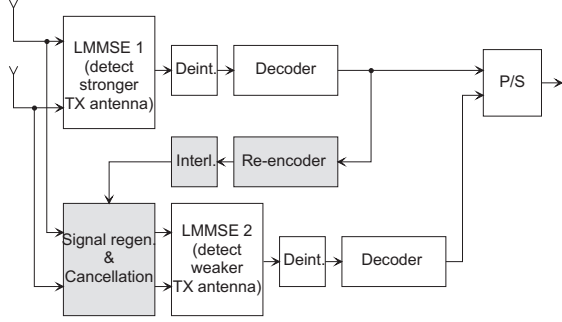 LMMSE 1
(detect
stronger
TX antenna)
Deint.
Decoder
P/S
Interl.
Re-encoder
Signal regen.
&
Cancellation
LMMSE 2
(detect
weaker
TX antenna)
Deint.
Decoder